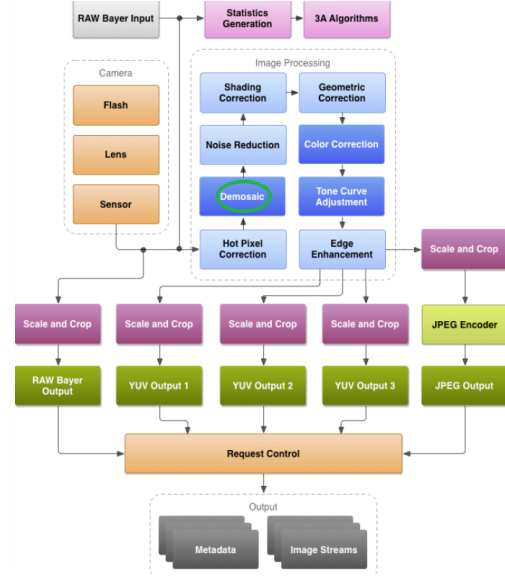 RAW Bayer Input
Statistics
Generation
3A Algorithms
Camera
Flash
Lens
Sensor
Image Processing
Shading
Correction
Geometric
Correction
Noise Reduction
Color Correction
Demosaic
Tone Curve
Adjustment
Hot Pixel
Correction
Edge
Enhancement
Scale and Crop
Scale and Crop
Scale and Crop
Scale and Crop
Scale and Crop
JPEG Encoder
RAW Bayer
Output
YUV Output 1
YUV Output 2
YUV Output 3
JPEG Output
Request Control
Output
Metadata
Image Streams